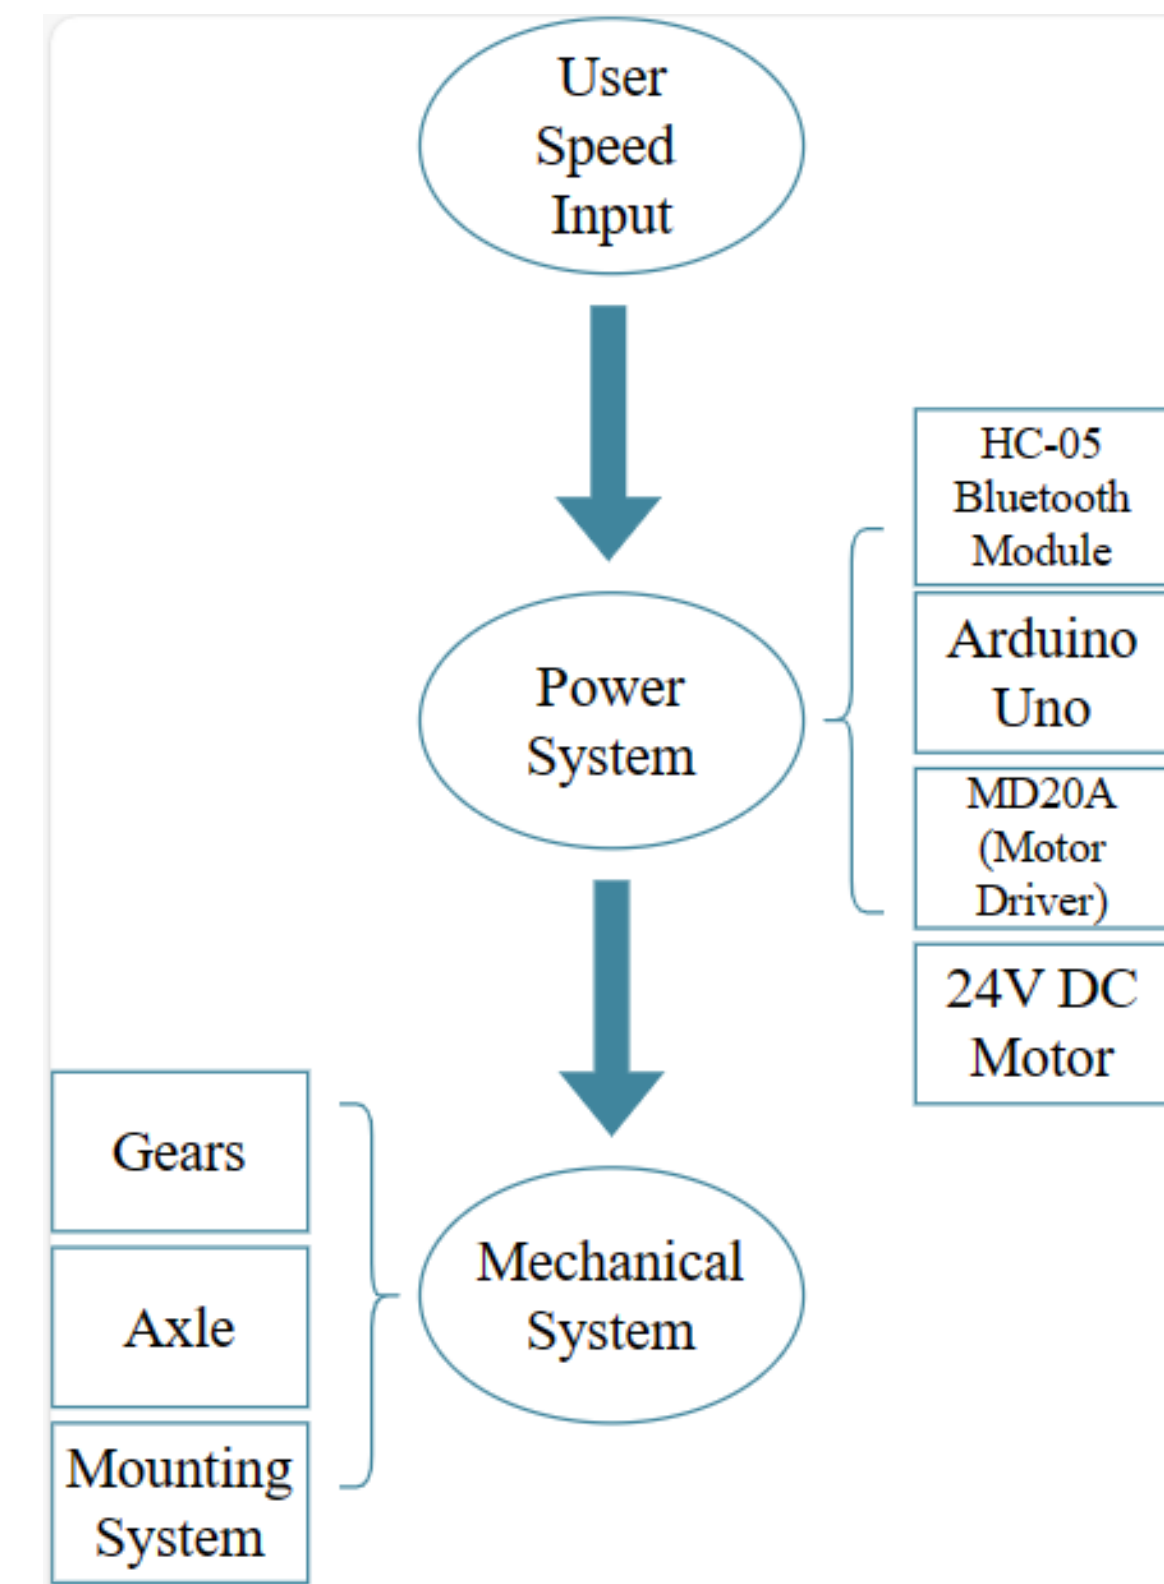 User
Speed
Input
HC-05
Bluetooth
Module
Arduino
Uno
Power
System
MD20A
(Motor
Driver)
24V DC
Motor
Gears
Axle
Mounting
System
Mechanical
System